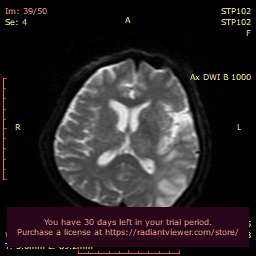 Im: 39/50
Se: 4
A
STP102
STP102
F
Ax DWI B 1000
R
L
You have 30 days left in your trial period.
Purchase a license at https://radiantviewer.com/store/